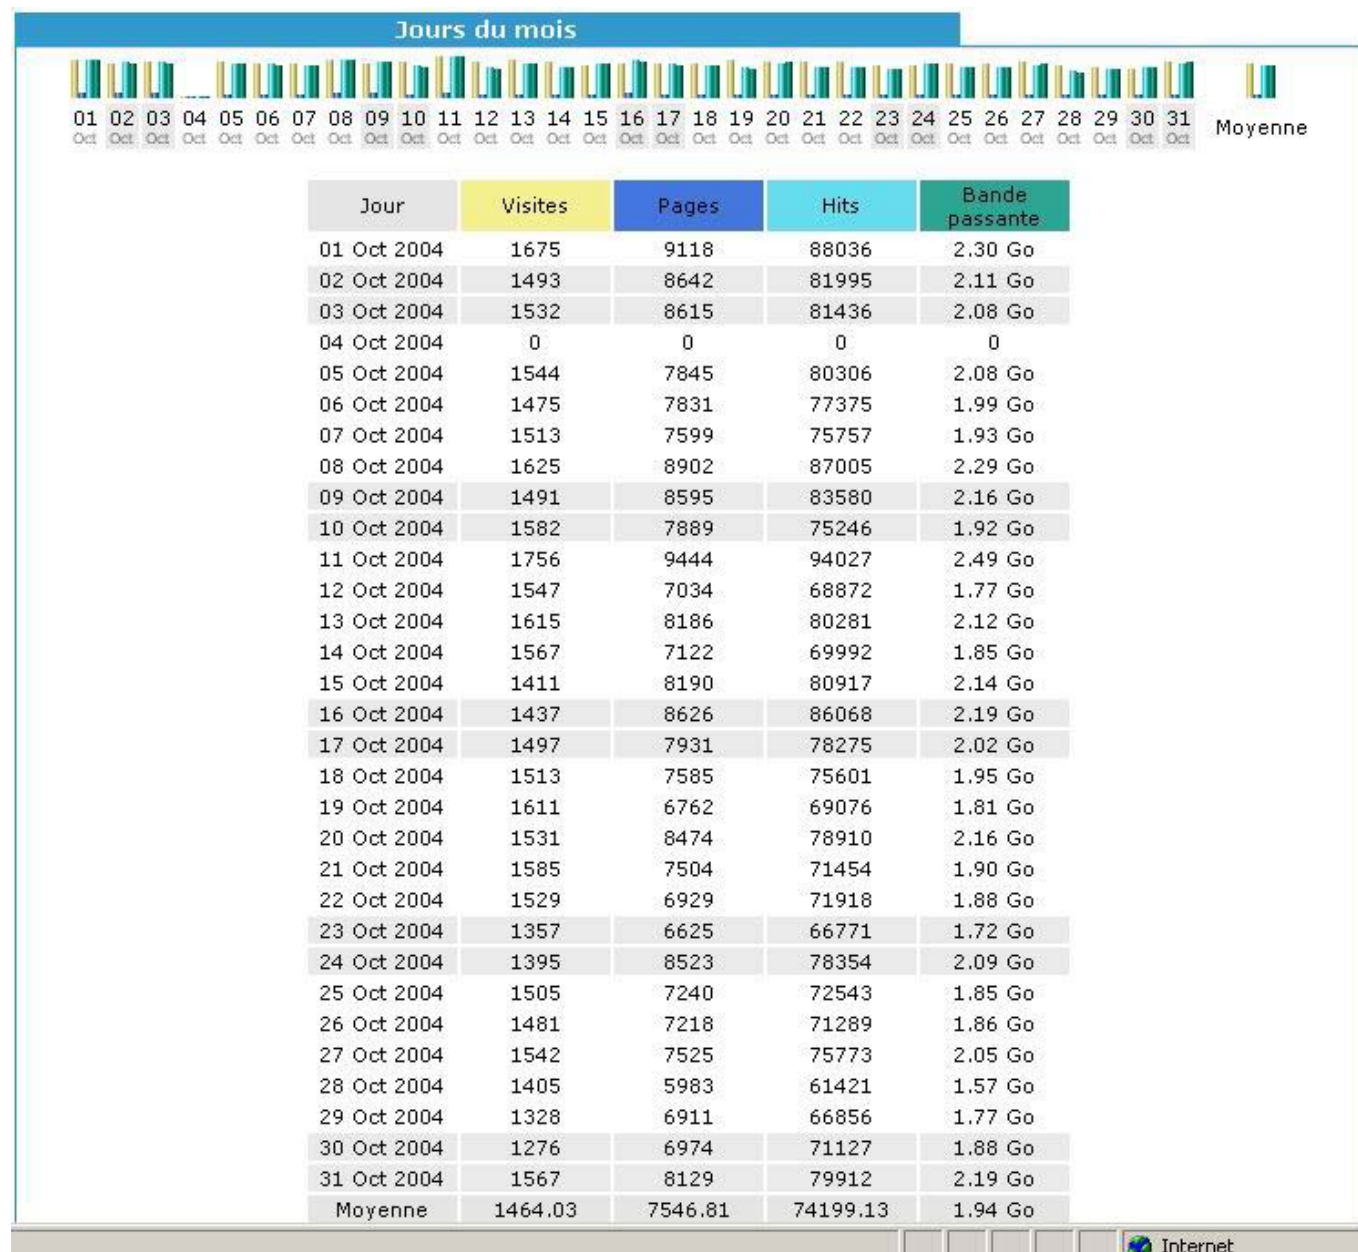 Jours du mois
01 02 03 04 05 06 07 08 09 10 11 12 13 14 15 16 17 18 19 20 21 22 23 24 25 26 27 28 29 30 31 Moyenne
Oct Oct Oct Oct Oct Oct Oct Oct Oct Oct Oct Oct Oct Oct Oct Oct Oct Oct Oct Oct Oct Oct Oct Oct Oct Oct Oct Oct Oct Oct Oct
Jour Visites Pages Hits Bande passante
01 Oct 2004 1675 9118 88036 2.30 Go
02 Oct 2004 1493 8642 81995 2.11 Go
03 Oct 2004 1532 8615 81436 2.08 Go
04 Oct 2004 0 0 0 0
05 Oct 2004 1544 7845 80306 2.08 Go
06 Oct 2004 1475 7831 77375 1.99 Go
07 Oct 2004 1513 7599 75757 1.93 Go
08 Oct 2004 1625 8902 87005 2.29 Go
09 Oct 2004 1491 8595 83580 2.16 Go
10 Oct 2004 1582 7889 75246 1.92 Go
11 Oct 2004 1756 9444 94027 2.49 Go
12 Oct 2004 1547 7034 68872 1.77 Go
13 Oct 2004 1615 8186 80281 2.12 Go
14 Oct 2004 1567 7122 69992 1.85 Go
15 Oct 2004 1411 8190 80917 2.14 Go
16 Oct 2004 1437 8626 86068 2.19 Go
17 Oct 2004 1497 7931 78275 2.02 Go
18 Oct 2004 1513 7585 75601 1.95 Go
19 Oct 2004 1611 6762 69076 1.81 Go
20 Oct 2004 1531 8474 78910 2.16 Go
21 Oct 2004 1585 7504 71454 1.90 Go
22 Oct 2004 1529 6929 71918 1.88 Go
23 Oct 2004 1357 6625 66771 1.72 Go
24 Oct 2004 1395 8523 78354 2.09 Go
25 Oct 2004 1505 7240 72543 1.85 Go
26 Oct 2004 1481 7218 71289 1.86 Go
27 Oct 2004 1542 7525 75773 2.05 Go
28 Oct 2004 1405 5983 61421 1.57 Go
29 Oct 2004 1328 6911 66856 1.77 Go
30 Oct 2004 1276 6974 71127 1.88 Go
31 Oct 2004 1567 8129 79912 2.19 Go
Moyenne 1464.03 7546.81 74199.13 1.94 Go
Internet